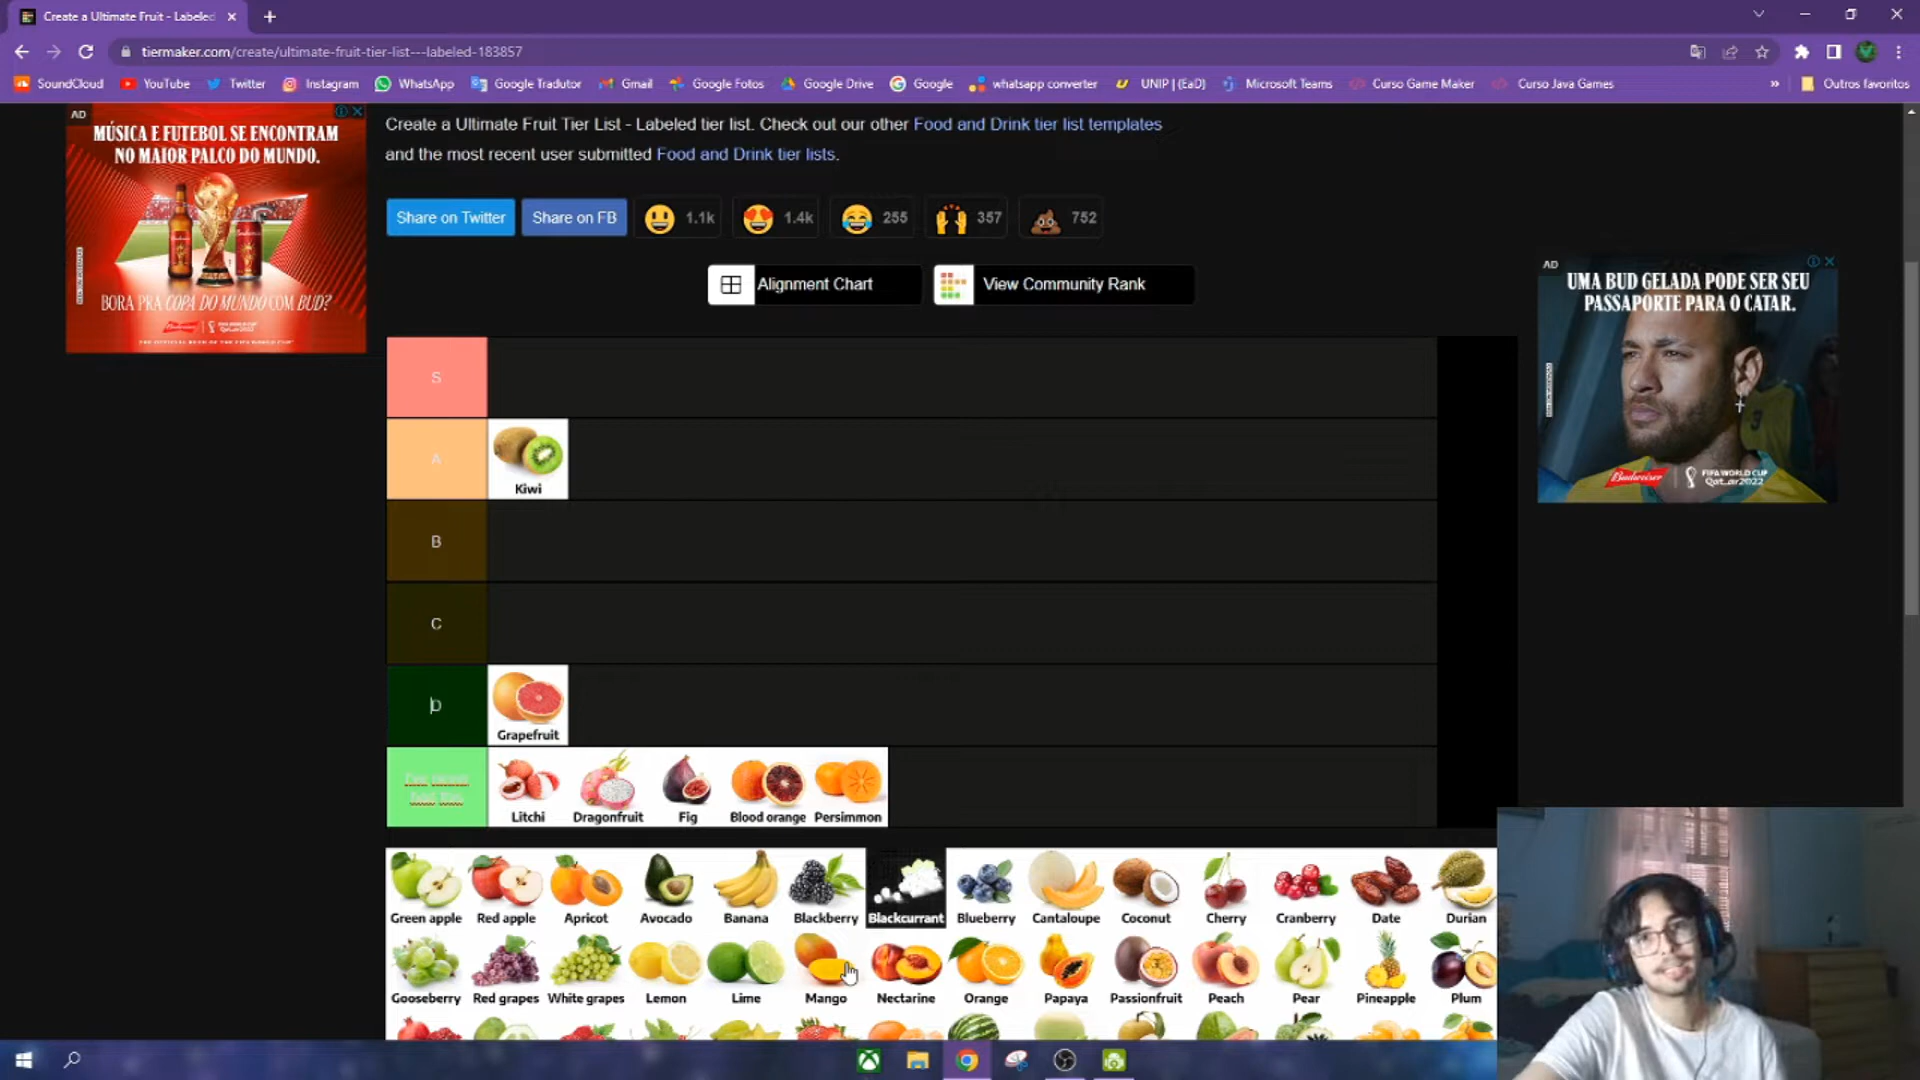 Create a Ultimate Fruit - Labeled
tiermaker.com/create/ultimate-fruit-tier-list---labeled-183857
SoundCloud YouTube Twitter Instagram WhatsApp Google Tradutor Gmail Google Fotos Google Drive Google whatsapp converter UNIP | (EaD) Microsoft Teams Curso Game Maker Curso Java Games » Outros favoritos
AD
MÚSICA E FUTEBOL SE ENCONTRAM
NO MAIOR PALCO DO MUNDO.
BORA PRA COPA DO MUNDO COM BUD?
Budweiser
Create a Ultimate Fruit Tier List - Labeled tier list. Check out our other Food and Drink tier list templates
and the most recent user submitted Food and Drink tier lists.
Share on Twitter Share on FB 1.1k 1.4k 255 357 752
Alignment Chart View Community Rank
AD
UMA BUD GELADA PODE SER SEU
PASSAPORTE PARA O CATAR.
Budweiser FIFA WORLD CUP
Qatar2022
S
A
Kiwi
B
C
D
Grapefruit
Litchi Dragonfruit Fig Blood orange Persimmon
Green apple Red apple Apricot Avocado Banana Blackberry Blackcurrant Blueberry Cantaloupe Coconut Cherry Cranberry Date Durian
Gooseberry Red grapes White grapes Lemon Lime Mango Nectarine Orange Papaya Passionfruit Peach Pear Pineapple Plum